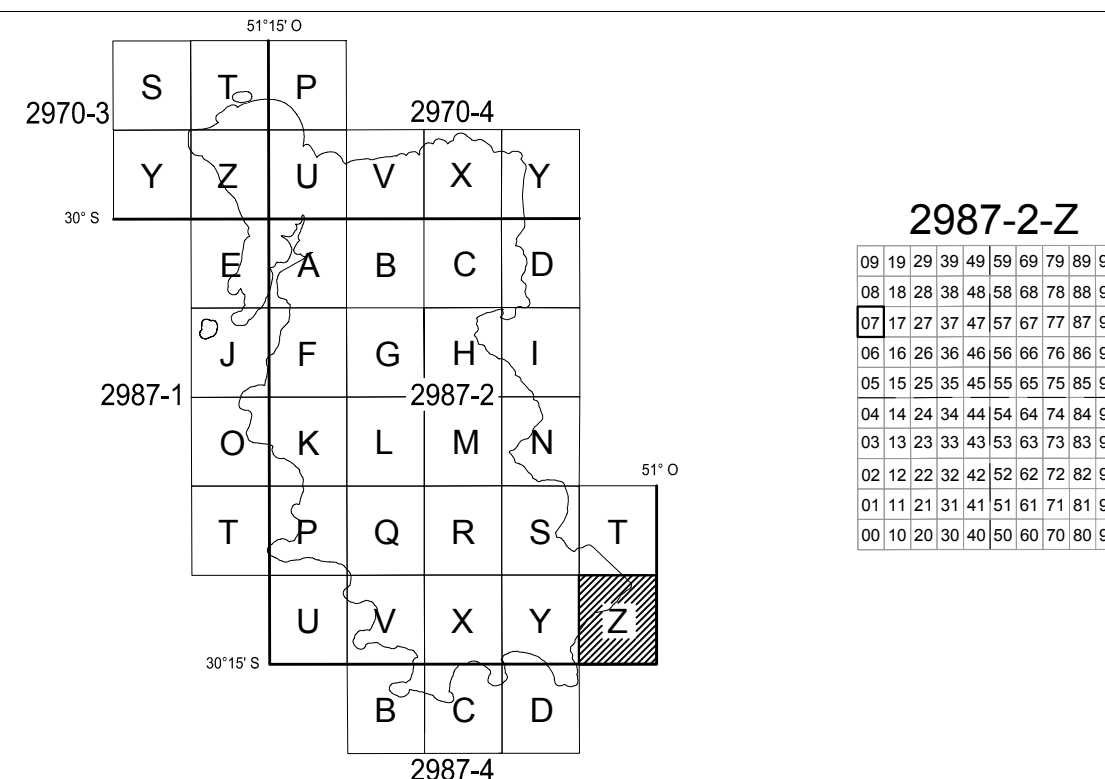 51°15' O
S T P
2970-3 2970-4
Y Z U V X Y
30° S
E A B C D
J F G H I
2987-1 2987-2
O K L M N
51° O
T P Q R S T
U V X Y Z
30°15' S
B C D
2987-4
2987-2-Z
09 19 29 39 49 59 69 79 89
08 18 28 38 48 58 68 78 88
07 17 27 37 47 57 67 77 87
06 16 26 36 46 56 66 76 86
05 15 25 35 45 55 65 75 85
04 14 24 34 44 54 64 74 84
03 13 23 33 43 53 63 73 83
02 12 22 32 42 52 62 72 82
01 11 21 31 41 51 61 71 81
00 10 20 30 40 50 60 70 80